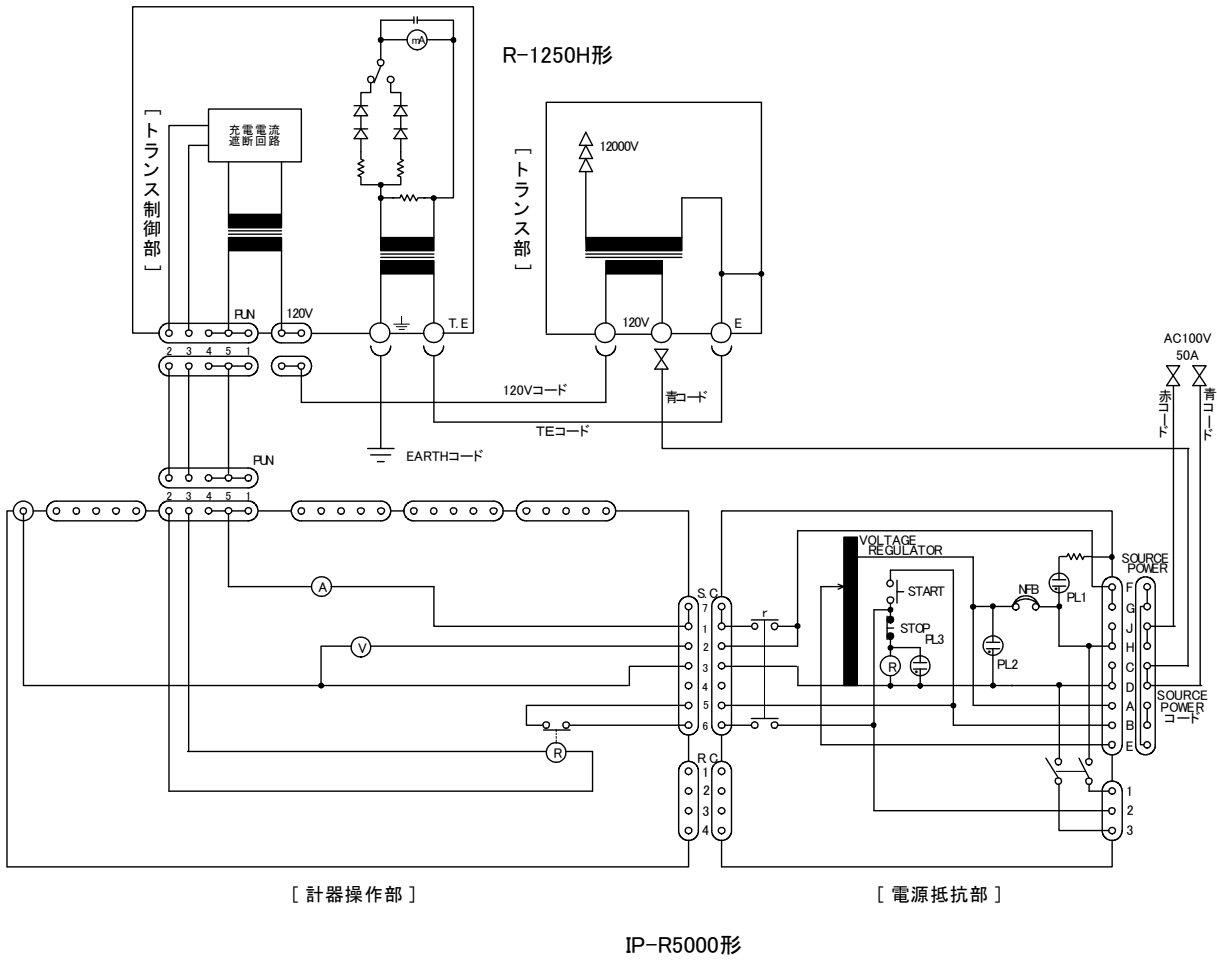 R-1250H形
[トランス制御部]
充電電流
遮断回路
mA
[トランス部]
12000V
PUN
120V
T.E
120V
E
2 3 4 5 1
AC100V
50A
120Vコード
青コード
赤コード
青コード
TEコード
EARTHコード
PUN
2 3 4 5 1
A
V
R
S.C
7
1
2
3
4
5
6
R.C
1
2
3
4
r
VOLTAGE
REGULATOR
START
STOP
PL3
R
PL2
NFB
PL1
SOURCE
POWER
F
G
J
H
C
D
A
B
E
SOURCE
POWER
コード
1
2
3
[計器操作部]
[電源抵抗部]
IP-R5000形